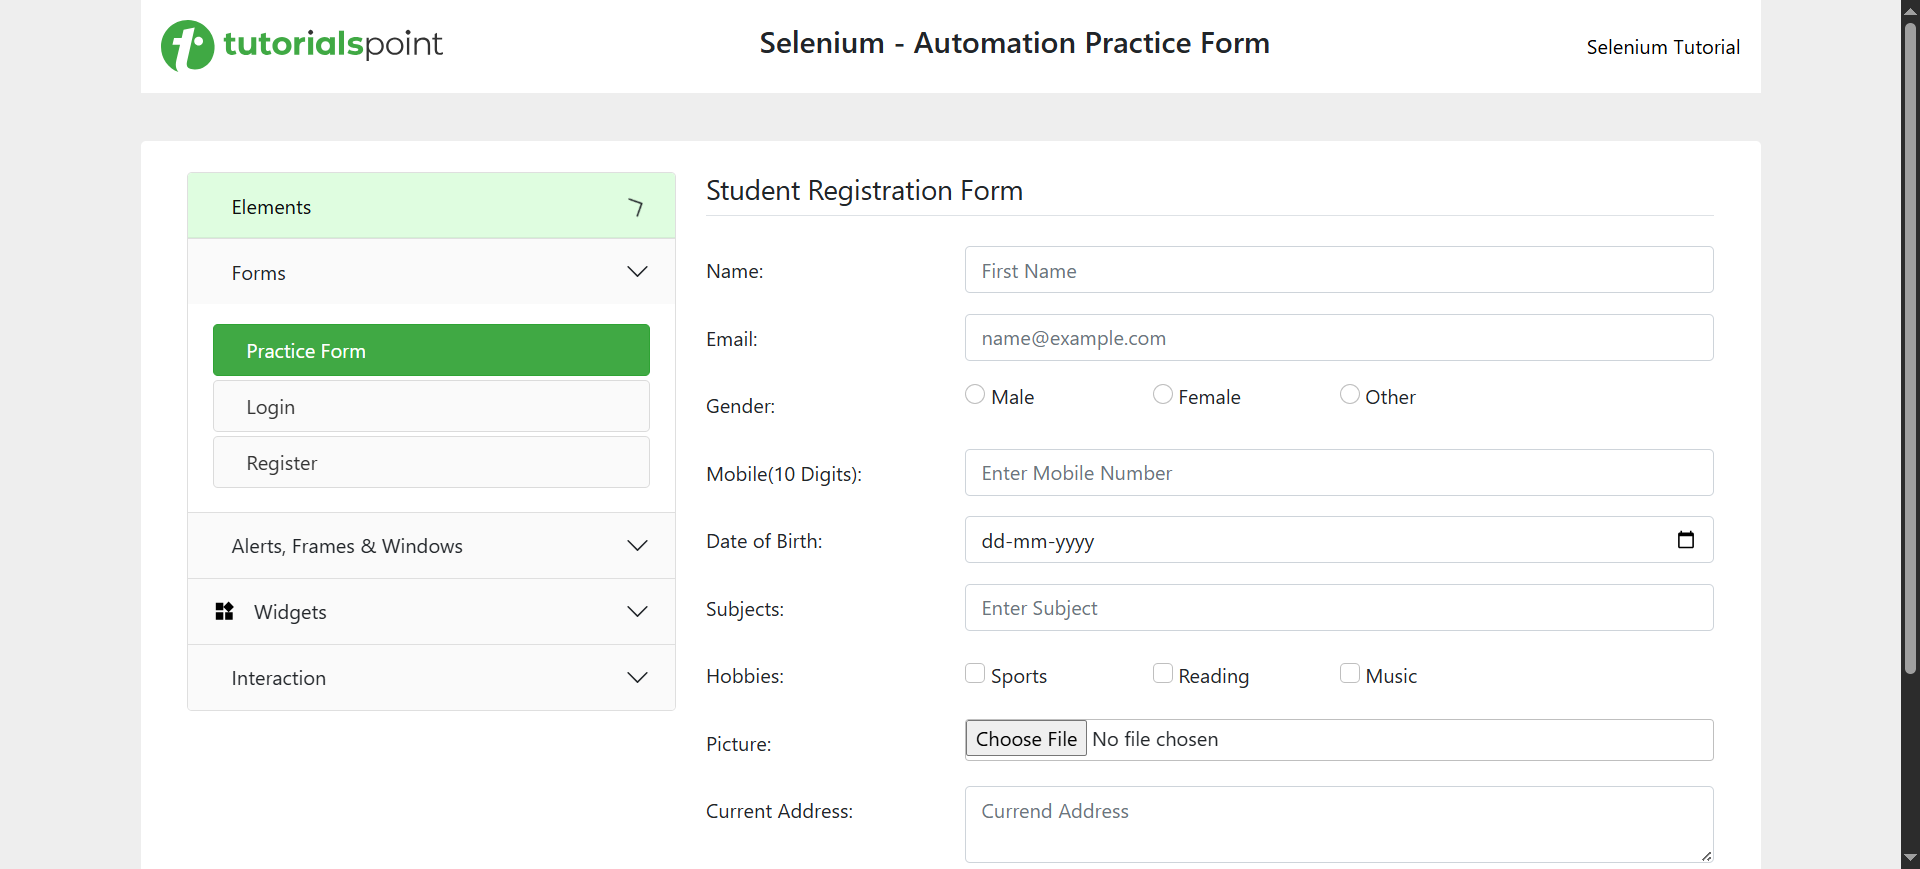 tutorialspoint
Selenium - Automation Practice Form
Selenium Tutorial
Elements
Forms
Practice Form
Login
Register
Alerts, Frames & Windows
Widgets
Interaction
Student Registration Form
Name:
First Name
Email:
name@example.com
Gender:
Male
Female
Other
Mobile(10 Digits):
Enter Mobile Number
Date of Birth:
dd-mm-yyyy
Subjects:
Enter Subject
Hobbies:
Sports
Reading
Music
Picture:
Choose File No file chosen
Current Address:
Currend Address